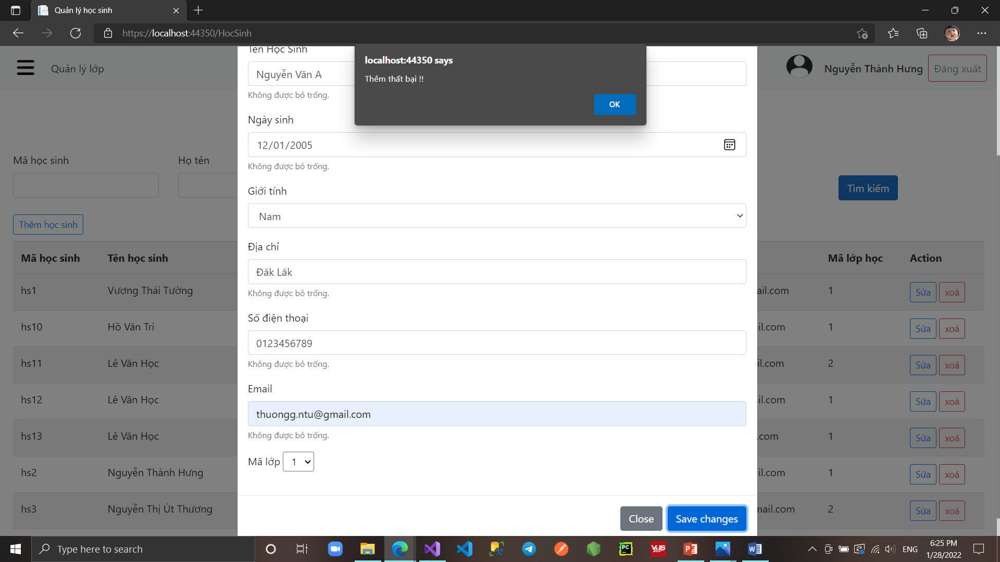 Quản lý học sinh
https://localhost:44350/HocSinh
Quản lý lớp
Nguyễn Thành Hưng
Đăng xuất
localhost:44350 says
Thêm thất bại !!
OK
Tên Học Sinh
Nguyễn Văn A
Không được bỏ trống.
Ngày sinh
12/01/2005
Không được bỏ trống.
Giới tính
Nam
Địa chỉ
Đăk Lăk
Không được bỏ trống.
Số điện thoại
0123456789
Không được bỏ trống.
Email
thuongg.ntu@gmail.com
Không được bỏ trống.
Mã lớp 1
Close Save changes
Mã học sinh Họ tên
Tìm kiếm
Thêm học sinh
Mã học sinh Tên học sinh Mã lớp học Action
hs1 Vương Thái Tường ail.com 1 Sửa xoá
hs10 Hồ Văn Tri il.com 1 Sửa xoá
hs11 Lê Văn Học il.com 2 Sửa xoá
hs12 Lê Văn Học il.com 1 Sửa xoá
hs13 Lê Văn Học .com 1 Sửa xoá
hs2 Nguyễn Thành Hưng il.com 1 Sửa xoá
hs3 Nguyễn Thị Út Thương mail.com 2 Sửa xoá
Type here to search
PC
VUS
ENG
6:25 PM
1/28/2022